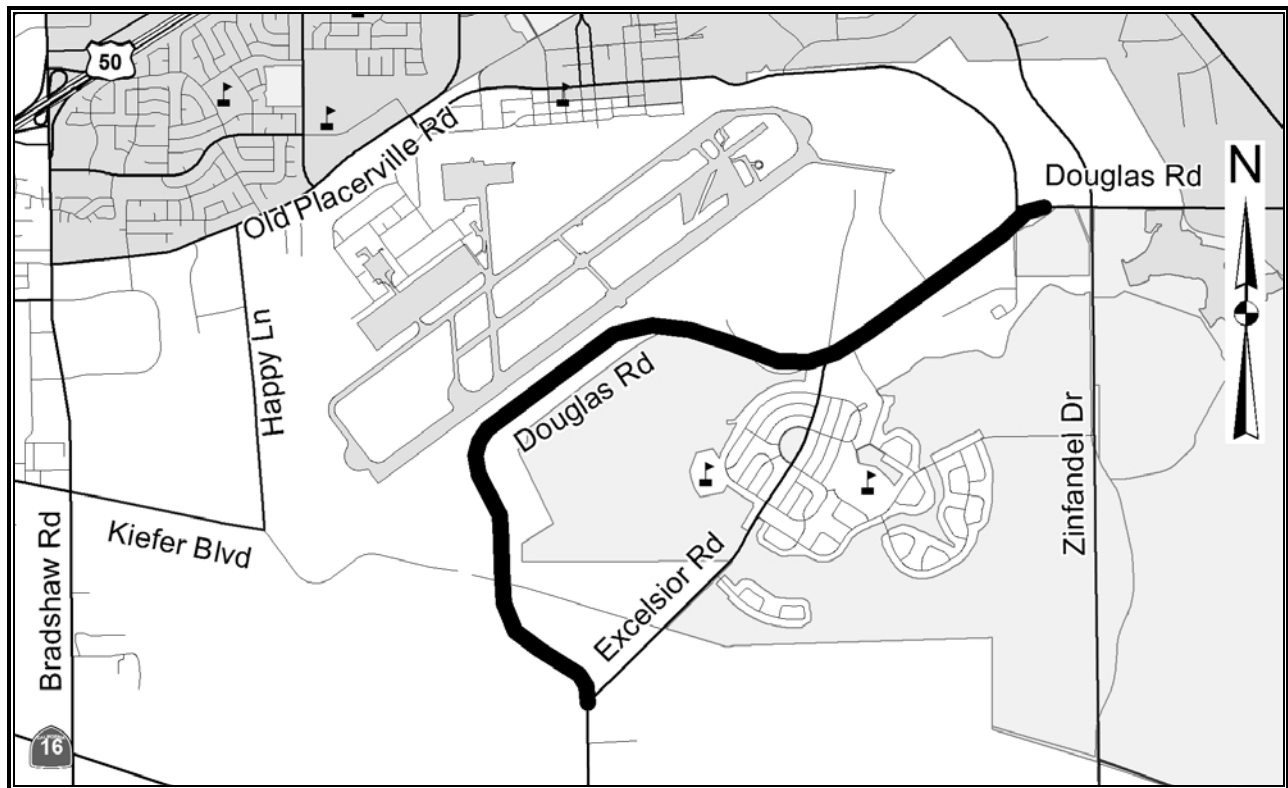 50
Old Placerville Rd
Douglas Rd
N
Happy Ln
Douglas Rd
Zinfandel Dr
Kiefer Blvd
Bradshaw Rd
Excelsior Rd
16